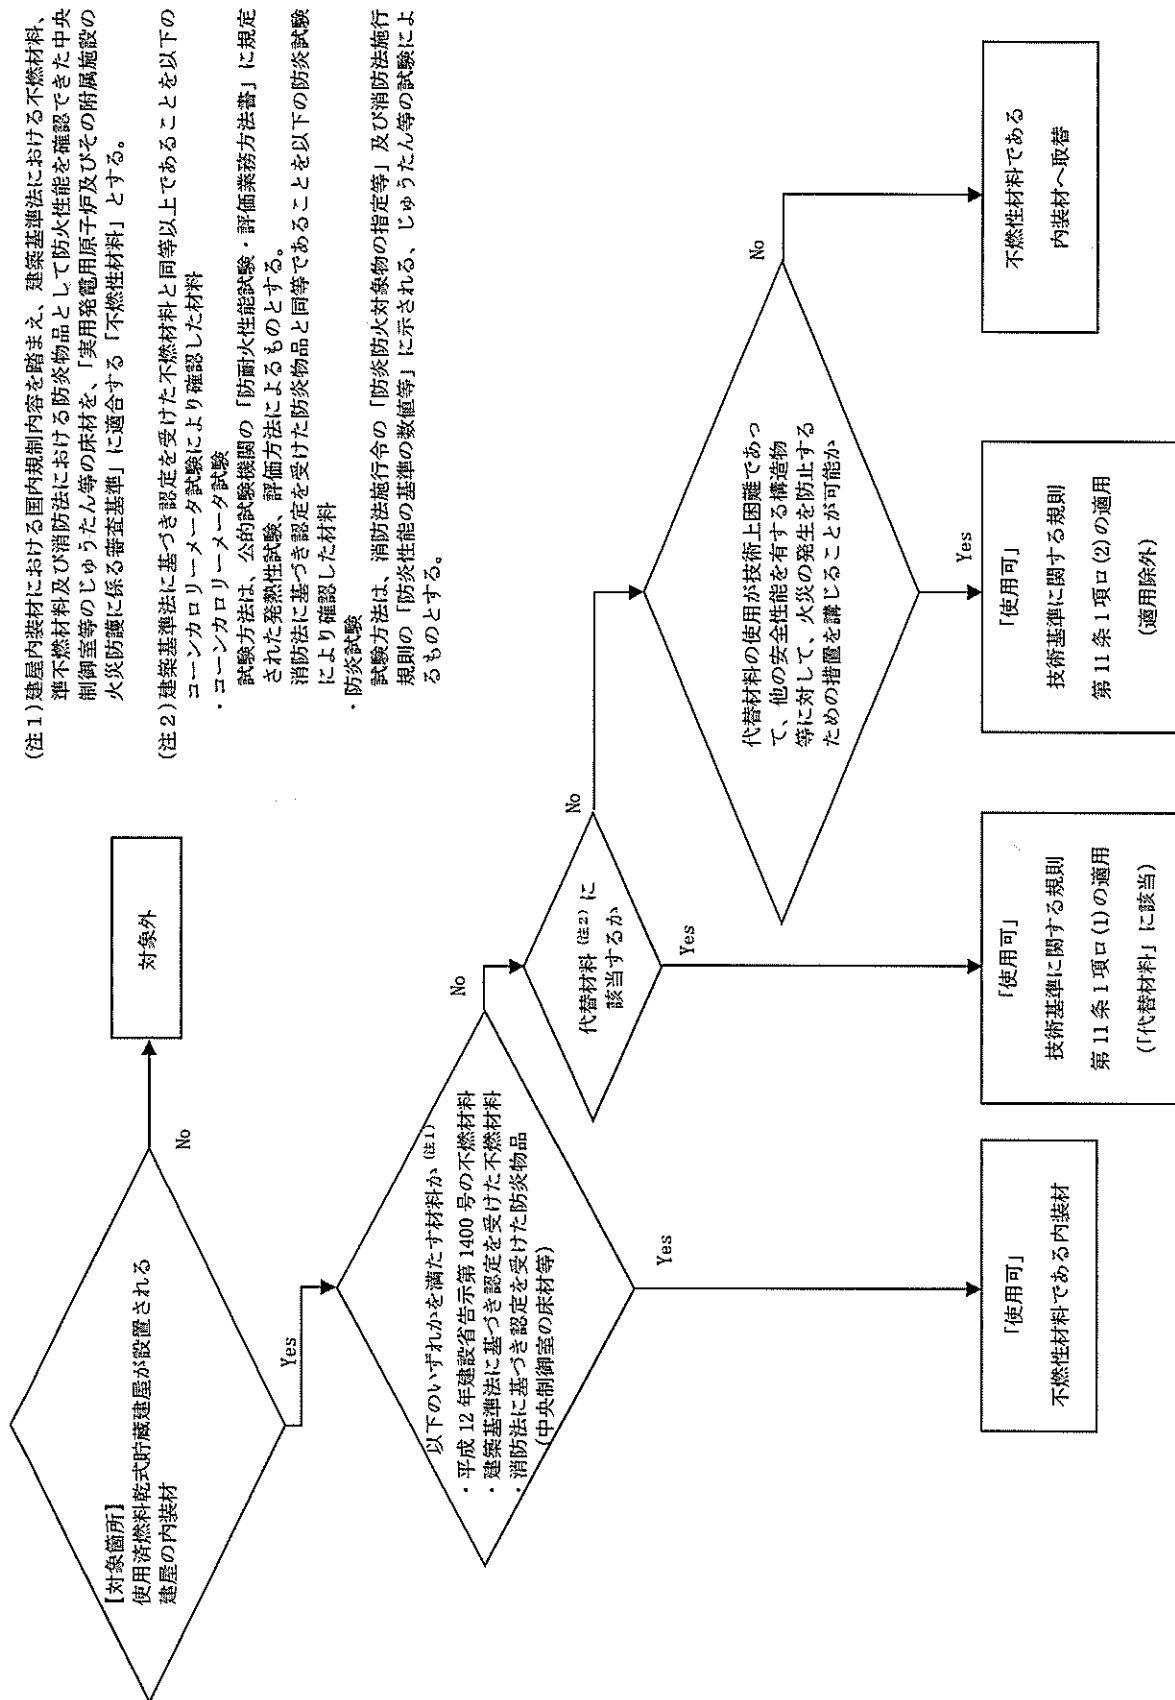 【対象箇所】
使用済燃料乾式貯蔵建屋が設置される
建屋の内装材
No
対象外
Yes
以下のいずれかを満たす材料か(注1)
・平成12年建設省告示第1400号の不燃材料
・建築基準法に基づき認定を受けた不燃材料
・消防法に基づき認定を受けた防炎物品
(中央制御室の床材等)
No
Yes
代替材料(注2)に
該当するか
No
Yes
代替材料の使用が技術上困難であっ
て、他の安全性能を有する構造物
等に対して、火災の発生を防止する
ための措置を講じることが可能か
No
Yes
「使用可」
不燃性材料である内装材
「使用可」
技術基準に関する規則
第11条1項ロ(1)の適用
(「代替材料」に該当)
「使用可」
技術基準に関する規則
第11条1項ロ(2)の適用
(適用除外)
不燃性材料である
内装材へ取替
(注1)建屋内装材における国内規制内容を踏まえ、建築基準法における不燃材料、
準不燃材料及び消防法における防炎物品として防火性能を確認できた中央
制御室等のじゅうたん等の床材を、「実用発電用原子炉及びその附属施設の
火災防護に係る審査基準」に適合する「不燃性材料」とする。
(注2)建築基準法に基づき認定を受けた不燃材料と同等以上であることを以下の
コーンカロリーメータ試験により確認した材料
・コーンカロリーメータ試験
試験方法は、公的試験機関の「防耐火性能試験・評価業務方法書」に規定
された発熱性試験、評価方法によるものとする。
消防法に基づき認定を受けた防炎物品と同等であることを以下の防炎試験
により確認した材料
・防炎試験
試験方法は、消防法施行令の「防炎防火対象物の指定等」及び消防法施行
規則の「防炎性能の基準の数値等」に示される、じゅうたん等の試験によ
るものとする。